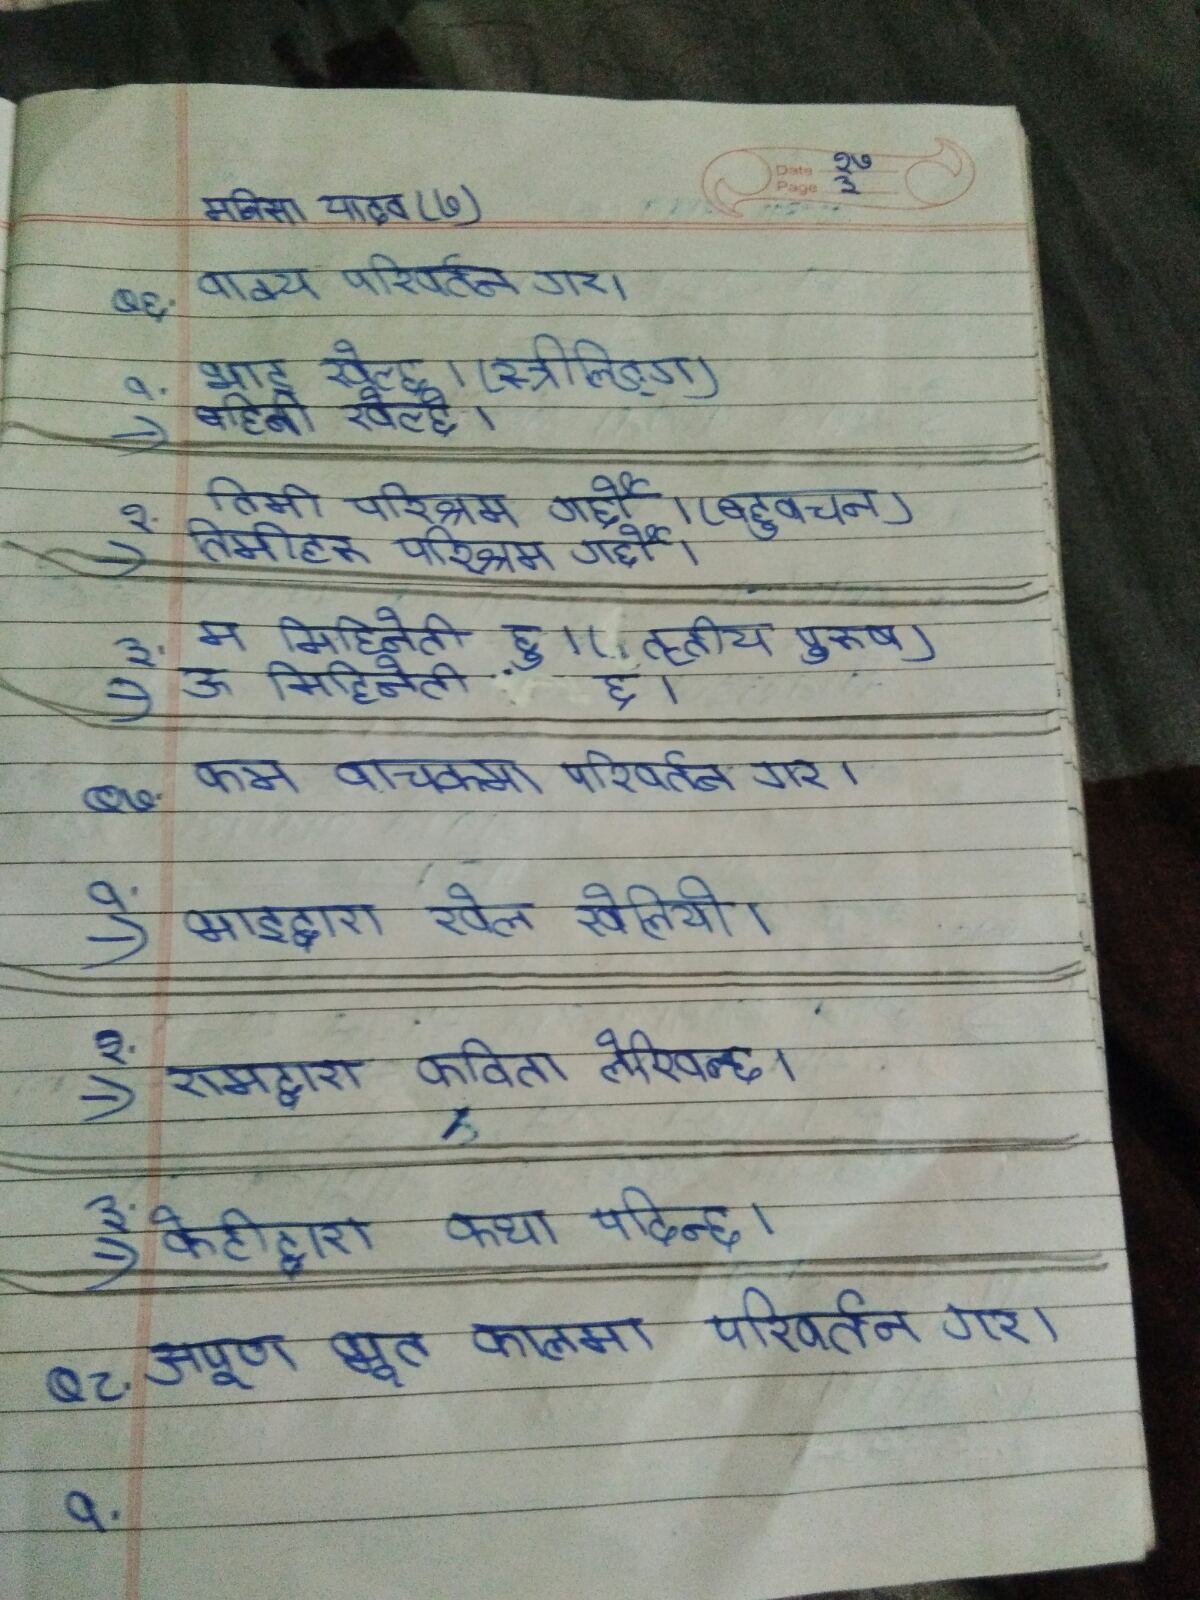 Date २७
Page ३
मनिसा यादव (७)
Q६. वाक्य परिवर्तन गर।
१. भाइ खेल्छ। (स्त्रीलिङ्ग)
→ बहिनी खेल्छे।
२. तिमी परिश्रम गर्छौ। (बहुवचन)
→ तिमीहरू परिश्रम गर्छौं।
३. म मिहिनेती हु। (तृतीय पुरूष)
→ ऊ मिहिनेती छ।
Q७. कम वाचकमा परिवर्तन गर।
१.
→ भाइद्वारा खेल खेलियो।
२.
→ रामद्वारा कविता लेखिन्छ।
३.
→ केटीद्वारा कथा पढिन्छ।
Q८. अपूण भूत कालमा परिवर्तन गर।
१.